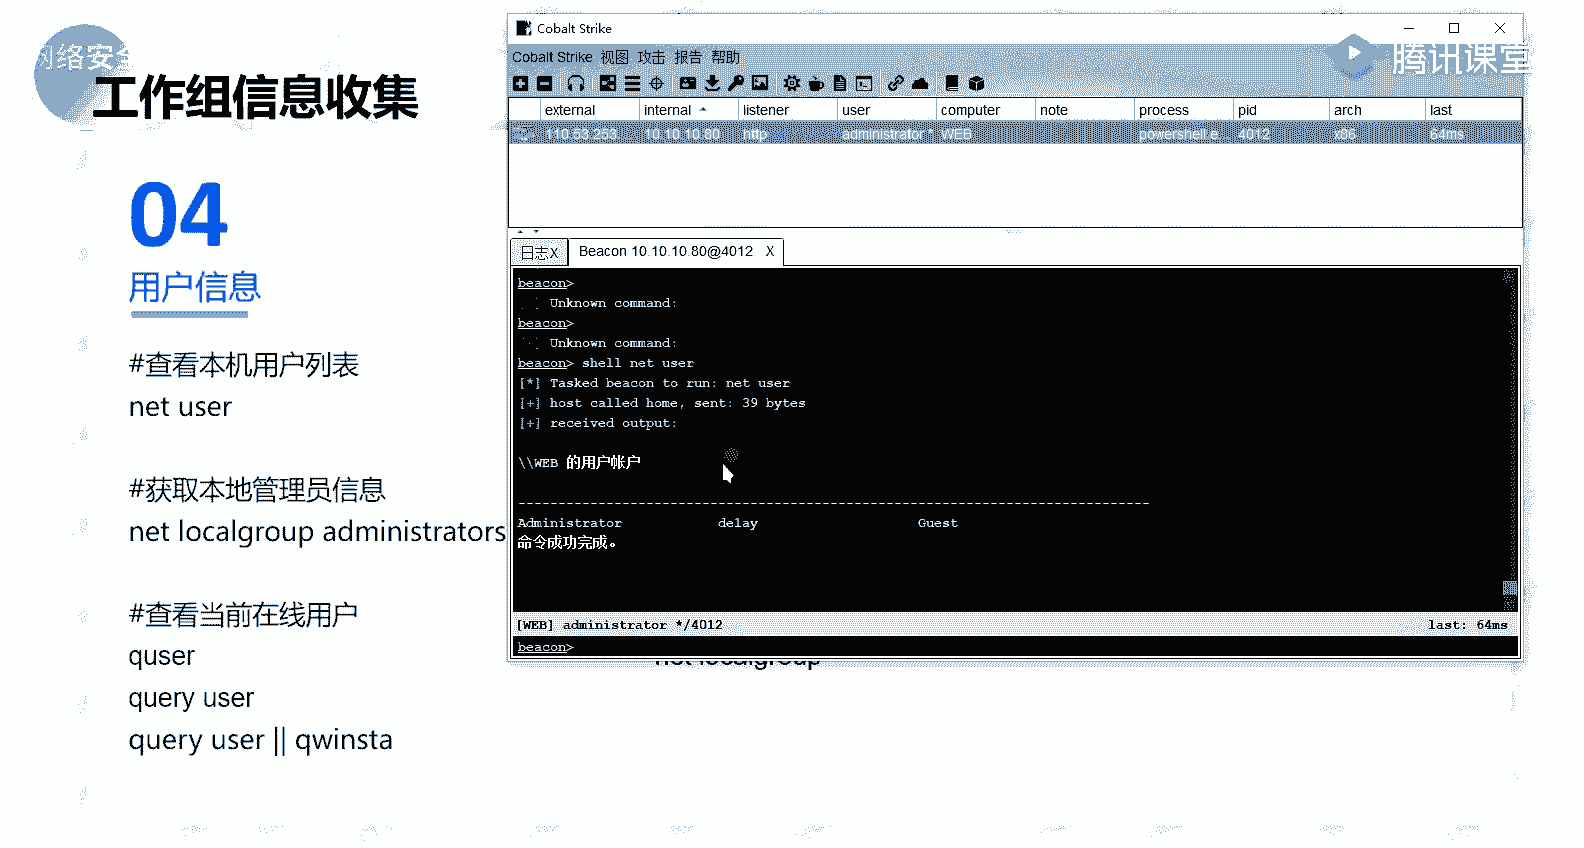 网络安全
工作组信息收集
04
用户信息
#查看本机用户列表
net user
#获取本地管理员信息
net localgroup administrators
#查看当前在线用户
quser
query user
query user || qwinsta
Cobalt Strike
腾讯课堂
Cobalt Strike 视图 攻击 报告 帮助
external internal listener user computer note process pid arch last
110.53.253... 10.10.10.80 http administrator * WEB powershell.e... 4012 x86 64ms
日志X Beacon 10.10.10.80@4012 X
beacon>
Unknown command:
beacon>
Unknown command:
beacon> shell net user
[*] Tasked beacon to run: net user
[+] host called home, sent: 39 bytes
[+] received output:
\\WEB 的用户帐户
-------------------------------------------------------------------------------
Administrator delay Guest
命令成功完成。
[WEB] administrator */4012 last: 64ms
beacon>
net localgroup